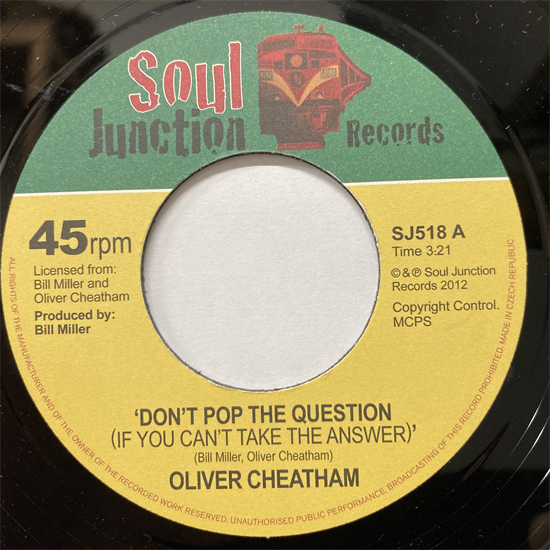 Soul
Junction
Records
45rpm
Licensed from:
Bill Miller and
Oliver Cheatham
Produced by:
Bill Miller
SJ518 A
Time 3:21
© & ℗ Soul Junction
Records 2012
Copyright Control.
MCPS
'DON'T POP THE QUESTION
(IF YOU CAN'T TAKE THE ANSWER)'
(Bill Miller, Oliver Cheatham)
OLIVER CHEATHAM
ALL RIGHTS OF THE MANUFACTURER AND OF THE OWNER OF THE RECORDED WORK RESERVED. UNAUTHORISED PUBLIC PERFORMANCE, BROADCASTING OF THIS RECORD PROHIBITED. MADE IN CZECH REPUBLIC